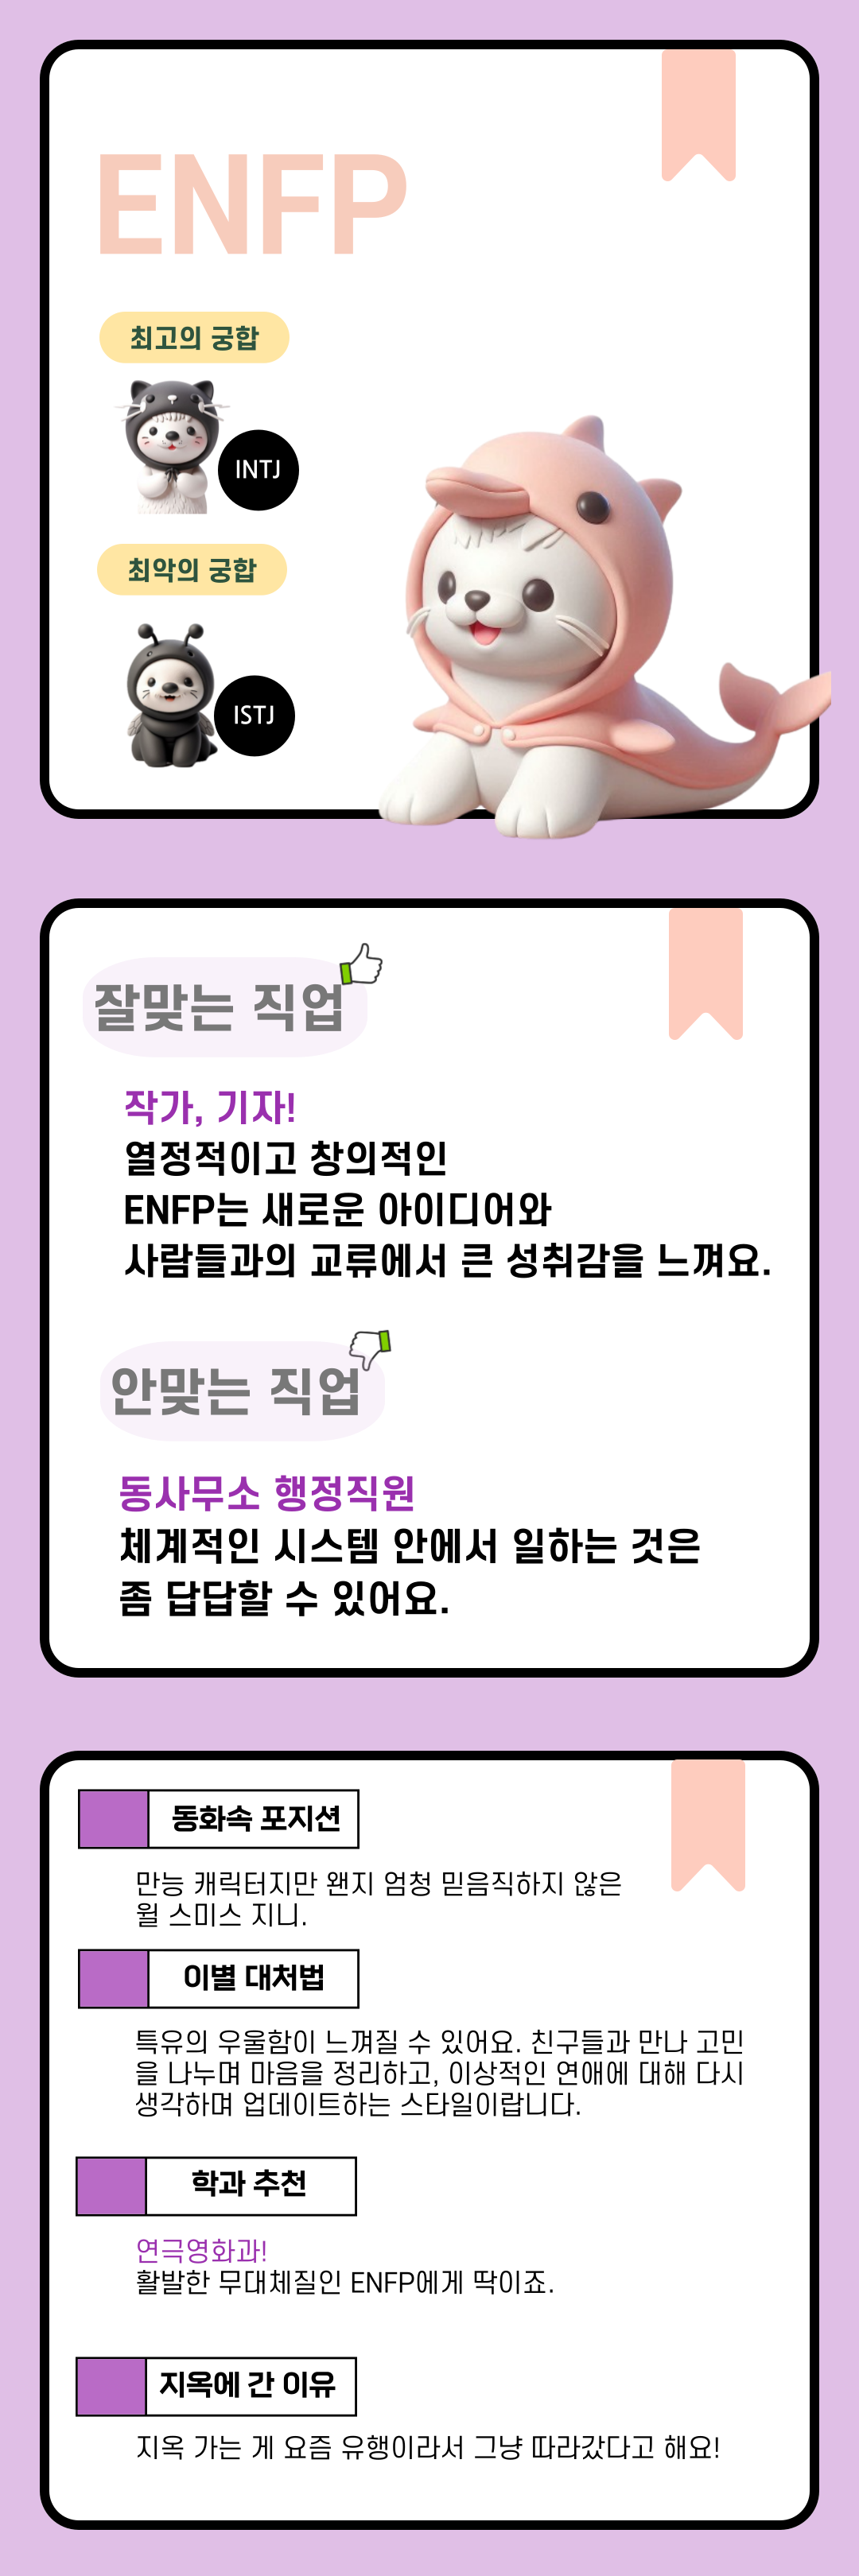 ENFP
최고의 궁합
INTJ
최악의 궁합
ISTJ
잘맞는 직업
작가, 기자!
열정적이고 창의적인
ENFP는 새로운 아이디어와
사람들과의 교류에서 큰 성취감을 느껴요.
안맞는 직업
동사무소 행정직원
체계적인 시스템 안에서 일하는 것은
좀 답답할 수 있어요.
동화속 포지션
만능 캐릭터지만 왠지 엄청 믿음직하지 않은
윌 스미스 지니.
이별 대처법
특유의 우울함이 느껴질 수 있어요. 친구들과 만나 고민
을 나누며 마음을 정리하고, 이상적인 연애에 대해 다시
생각하며 업데이트하는 스타일이랍니다.
학과 추천
연극영화과!
활발한 무대체질인 ENFP에게 딱이죠.
지옥에 간 이유
지옥 가는 게 요즘 유행이라서 그냥 따라갔다고 해요!